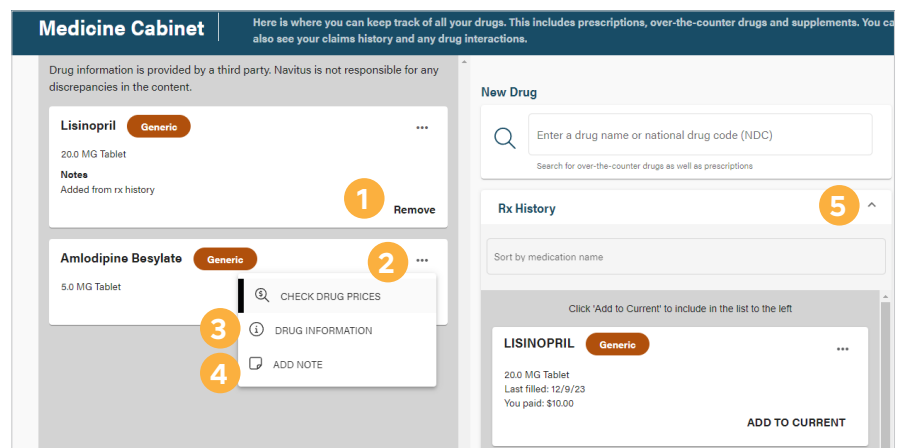 Medicine Cabinet
Here is where you can keep track of all your drugs. This includes prescriptions, over-the-counter drugs and supplements. You ca
also see your claims history and any drug interactions.
Drug information is provided by a third party. Navitus is not responsible for any
discrepancies in the content.
Lisinopril Generic ...
20.0 MG Tablet
Notes
Added from rx history
1
Remove
Amlodipine Besylate Generic 2 ...
5.0 MG Tablet
CHECK DRUG PRICES
3 DRUG INFORMATION
4 ADD NOTE
New Drug
Enter a drug name or national drug code (NDC)
Search for over-the-counter drugs as well as prescriptions
Rx History 5
Sort by medication name
Click 'Add to Current' to include in the list to the left
LISINOPRIL Generic ...
20.0 MG Tablet
Last filled: 12/9/23
You paid: $10.00
ADD TO CURRENT